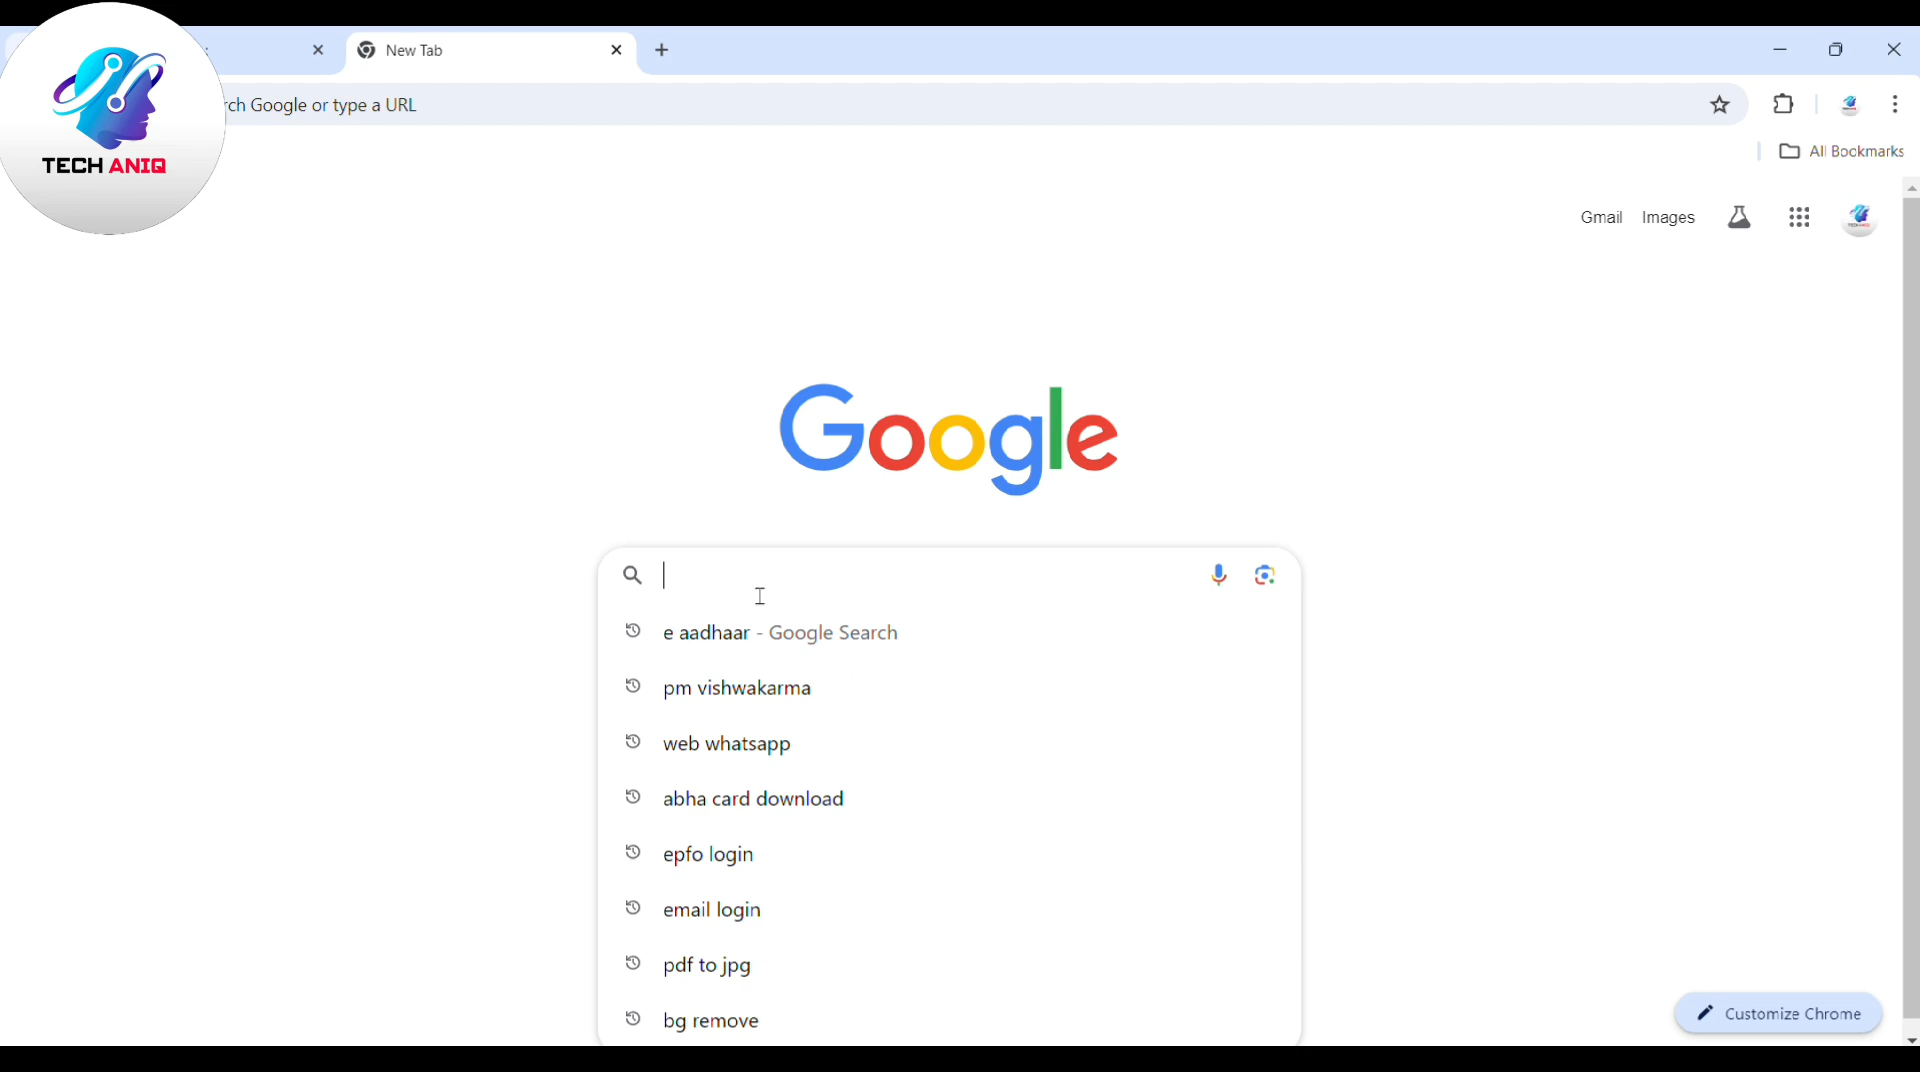 New Tab
rch Google or type a URL
TECH ANIQ
All Bookmarks
Gmail Images
Google
e aadhaar - Google Search
pm vishwakarma
web whatsapp
abha card download
epfo login
email login
pdf to jpg
bg remove
Customize Chrome